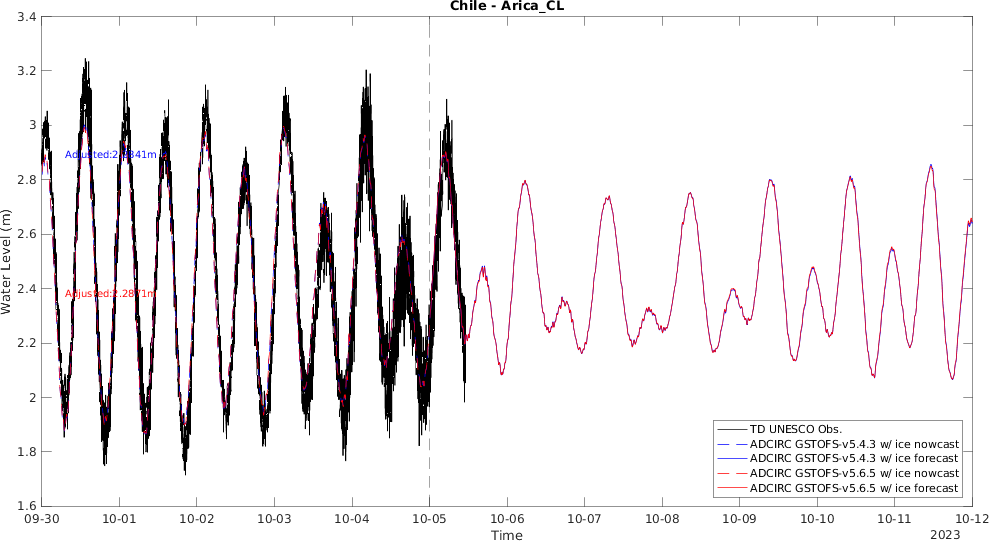 Chile - Arica_CL
3.4
3.2
3
2.8
2.6
2.4
2.2
2
1.8
1.6
Water Level (m)
Adjusted:2.2871m
TD UNESCO Obs.
ADCIRC GSTOFS-v5.4.3 w/ ice nowcast
ADCIRC GSTOFS-v5.4.3 w/ ice forecast
ADCIRC GSTOFS-v5.6.5 w/ ice nowcast
ADCIRC GSTOFS-v5.6.5 w/ ice forecast
09-30 10-01 10-02 10-03 10-04 10-05 10-06 10-07 10-08 10-09 10-10 10-11 10-12
Time
2023